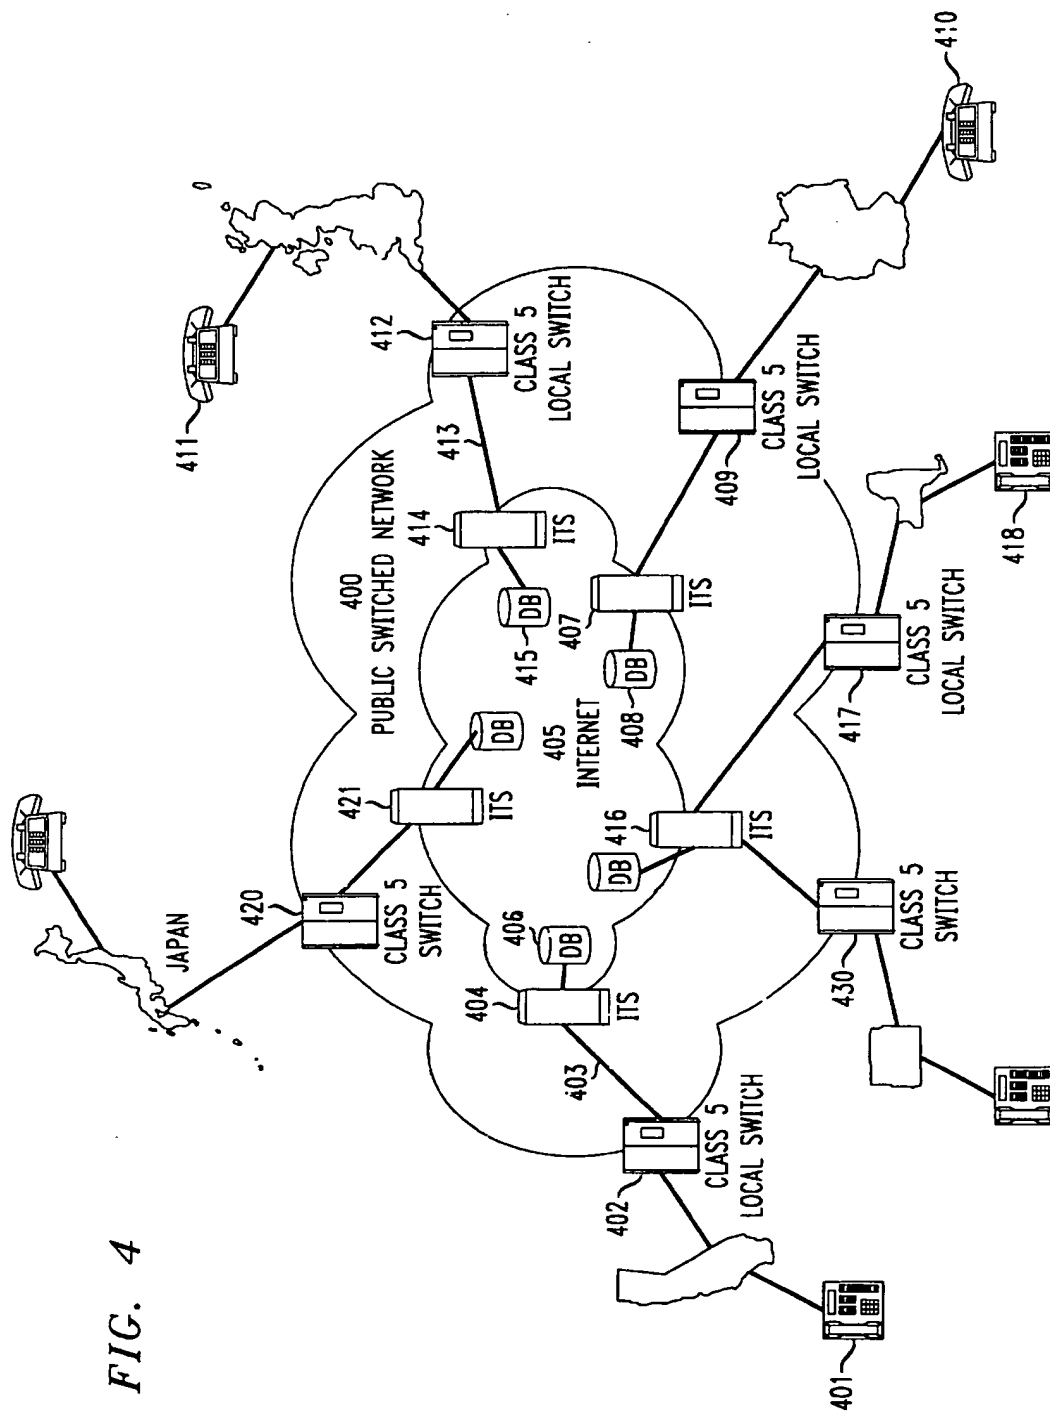 FIG. 4
JAPAN
411
420
CLASS 5
SWITCH
400
PUBLIC SWITCHED NETWORK
421
ITS
DB
412
CLASS 5
LOCAL SWITCH
413
414
ITS
DB
415
404
ITS
406
DB
403
405
INTERNET
407
ITS
DB
408
402
CLASS 5
LOCAL SWITCH
DB
416
ITS
409
CLASS 5
LOCAL SWITCH
410
401
430
CLASS 5
SWITCH
417
CLASS 5
LOCAL SWITCH
418